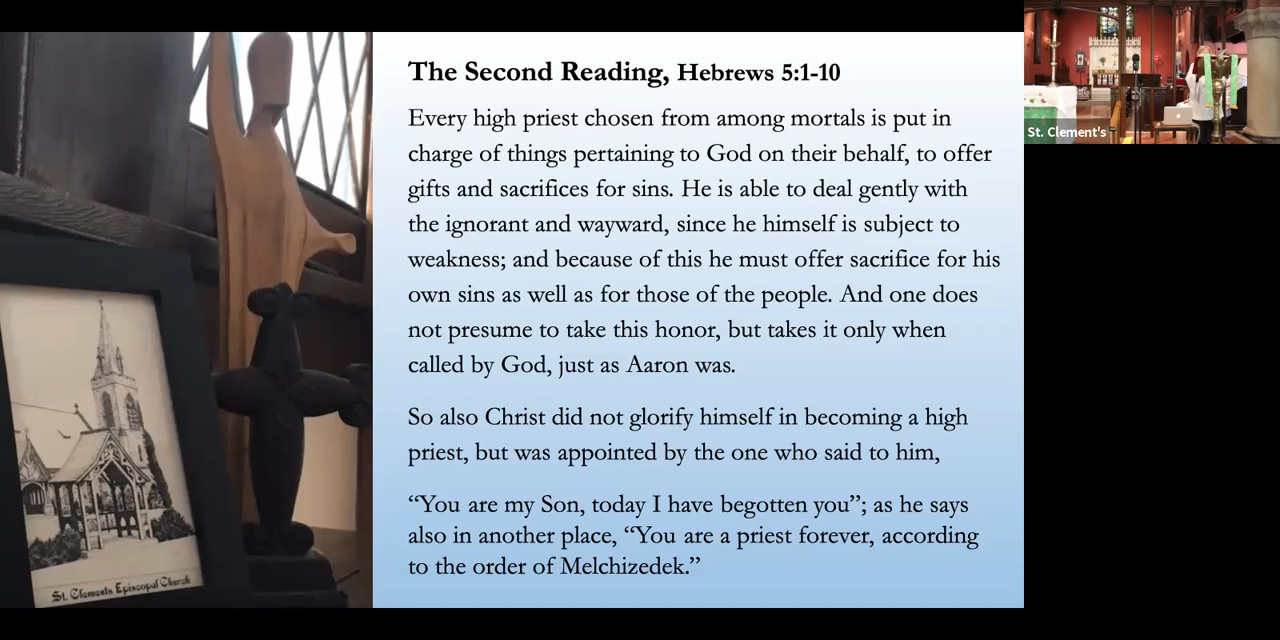 The Second Reading, Hebrews 5:1-10
Every high priest chosen from among mortals is put in
charge of things pertaining to God on their behalf, to offer
gifts and sacrifices for sins. He is able to deal gently with
the ignorant and wayward, since he himself is subject to
weakness; and because of this he must offer sacrifice for his
own sins as well as for those of the people. And one does
not presume to take this honor, but takes it only when
called by God, just as Aaron was.
So also Christ did not glorify himself in becoming a high
priest, but was appointed by the one who said to him,
“You are my Son, today I have begotten you”; as he says
also in another place, “You are a priest forever, according
to the order of Melchizedek.”
St. Clements Episcopal Church
St. Clement's